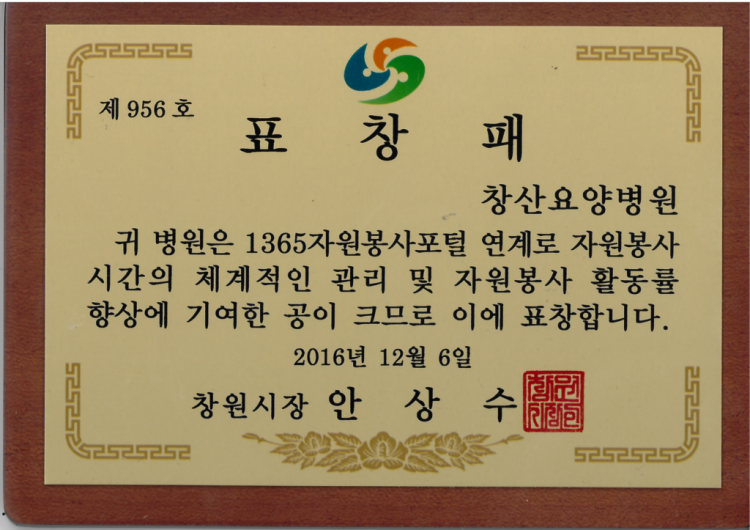 제 956 호
표 창 패
창산요양병원
귀 병원은 1365자원봉사포털 연계로 자원봉사
시간의 체계적인 관리 및 자원봉사 활동률
향상에 기여한 공이 크므로 이에 표창합니다.
2016년 12월 6일
창원시장 안 상 수